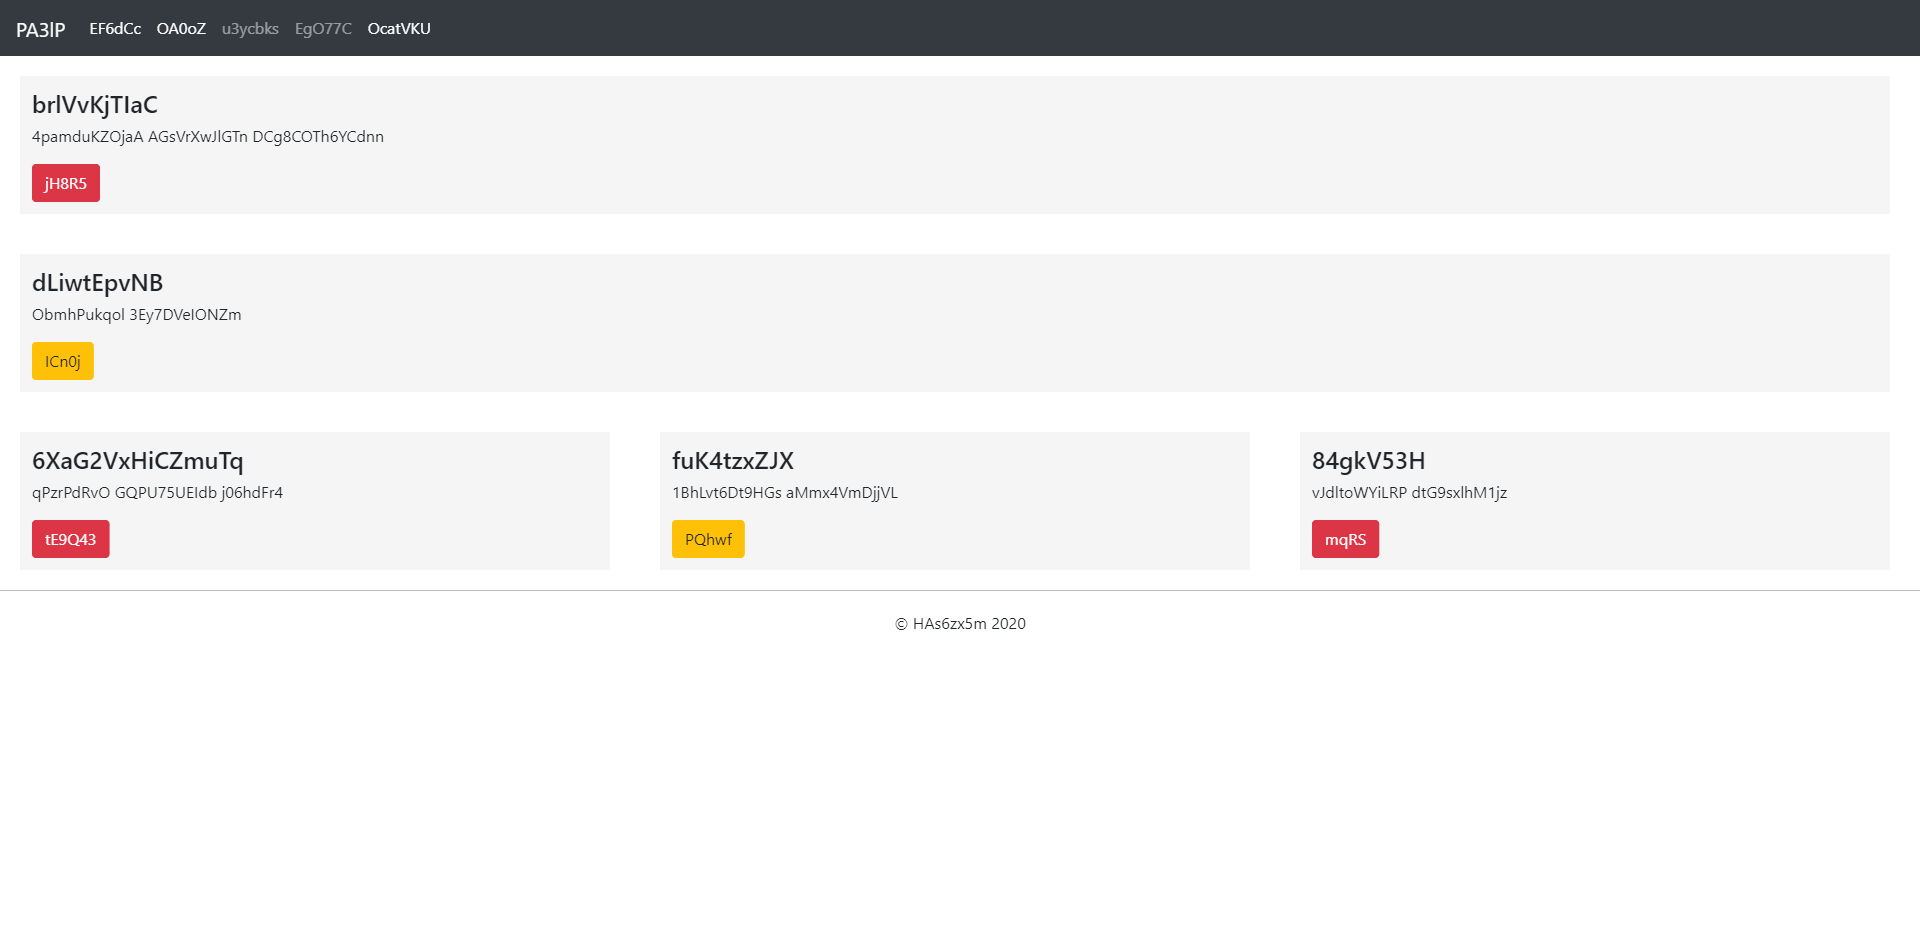 PA3lP EF6dCc OA0oZ u3ycbks EgO77C OcatVKU
brlVvKjTIaC
4pamduKZOjaA AGsVrXwJlGTn DCg8COTh6YCdnn
jH8R5
dLiwtEpvNB
ObmhPukqol 3Ey7DVeIONZm
ICn0j
6XaG2VxHiCZmuTq
qPzrPdRvO GQPU75UEIdb j06hdFr4
tE9Q43
fuK4tzxZJX
1BhLvt6Dt9HGs aMmx4VmDjjVL
PQhwf
84gkV53H
vJdltoWYiLRP dtG9sxlhM1jz
mqRS
© HAs6zx5m 2020